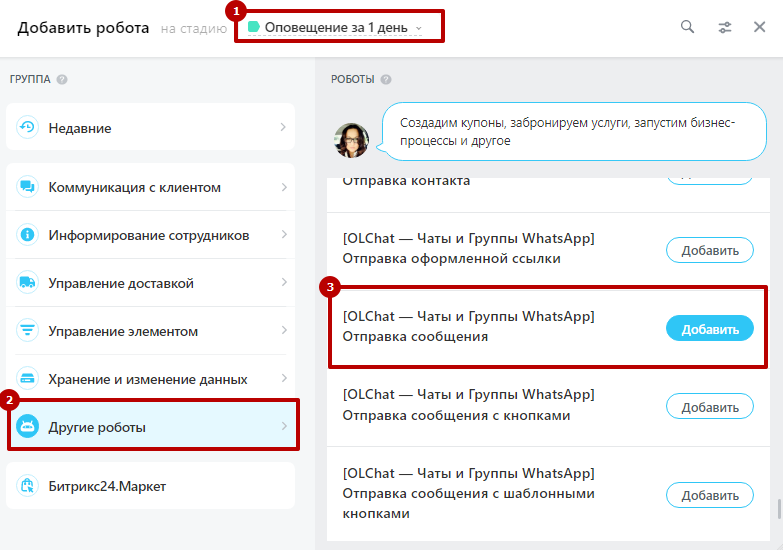 1
Добавить робота на стадию Оповещение за 1 день
ГРУППА ?
Недавние
Коммуникация с клиентом
Информирование сотрудников
Управление доставкой
Управление элементом
Хранение и изменение данных
2
Другие роботы
Битрикс24.Маркет
РОБОТЫ ?
Создадим купоны, забронируем услуги, запустим бизнес-
процессы и другое
Отправка контакта
Добавить
[OLChat — Чаты и Группы WhatsApp]
Отправка оформленной ссылки
Добавить
3
[OLChat — Чаты и Группы WhatsApp]
Отправка сообщения
Добавить
[OLChat — Чаты и Группы WhatsApp]
Отправка сообщения с кнопками
Добавить
[OLChat — Чаты и Группы WhatsApp]
Отправка сообщения с шаблонными
кнопками
Добавить